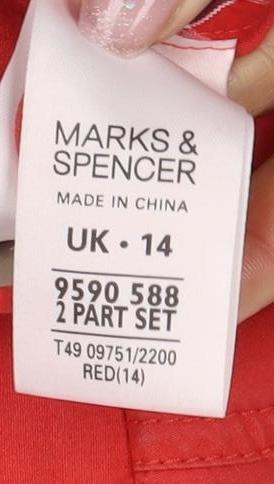 MARKS &
SPENCER
MADE IN CHINA
UK • 14
9590 588
2 PART SET
T49 09751/2200
RED(14)